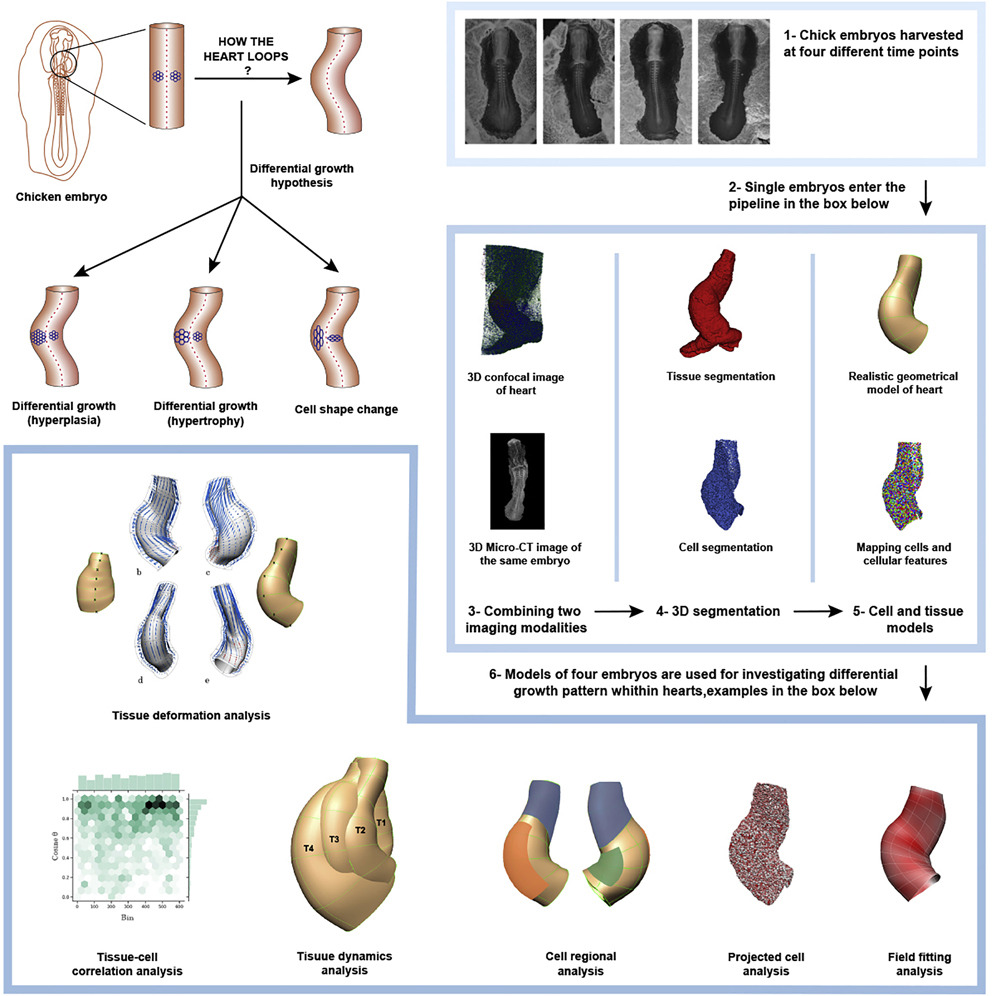 HOW THE
HEART LOOPS
?
Chicken embryo
Differential growth
hypothesis
Differential growth
(hyperplasia)
Differential growth
(hypertrophy)
Cell shape change
1- Chick embryos harvested
at four different time points
2- Single embryos enter the
pipeline in the box below
3D confocal image
of heart
Tissue segmentation
Realistic geometrical
model of heart
3D Micro-CT image of
the same embryo
Cell segmentation
Mapping cells and
cellular features
3- Combining two
imaging modalities
4- 3D segmentation
5- Cell and tissue
models
6- Models of four embryos are used for investigating differential
growth pattern whithin hearts,examples in the box below
b
c
d
e
Tissue deformation analysis
1.0
0.8
0.6
0.4
0.2
0.0
Cosine θ
0 100 200 300 400 500 600
Bin
Tissue-cell
correlation analysis
T4
T3
T2
T1
Tisuue dynamics
analysis
Cell regional
analysis
Projected cell
analysis
Field fitting
analysis